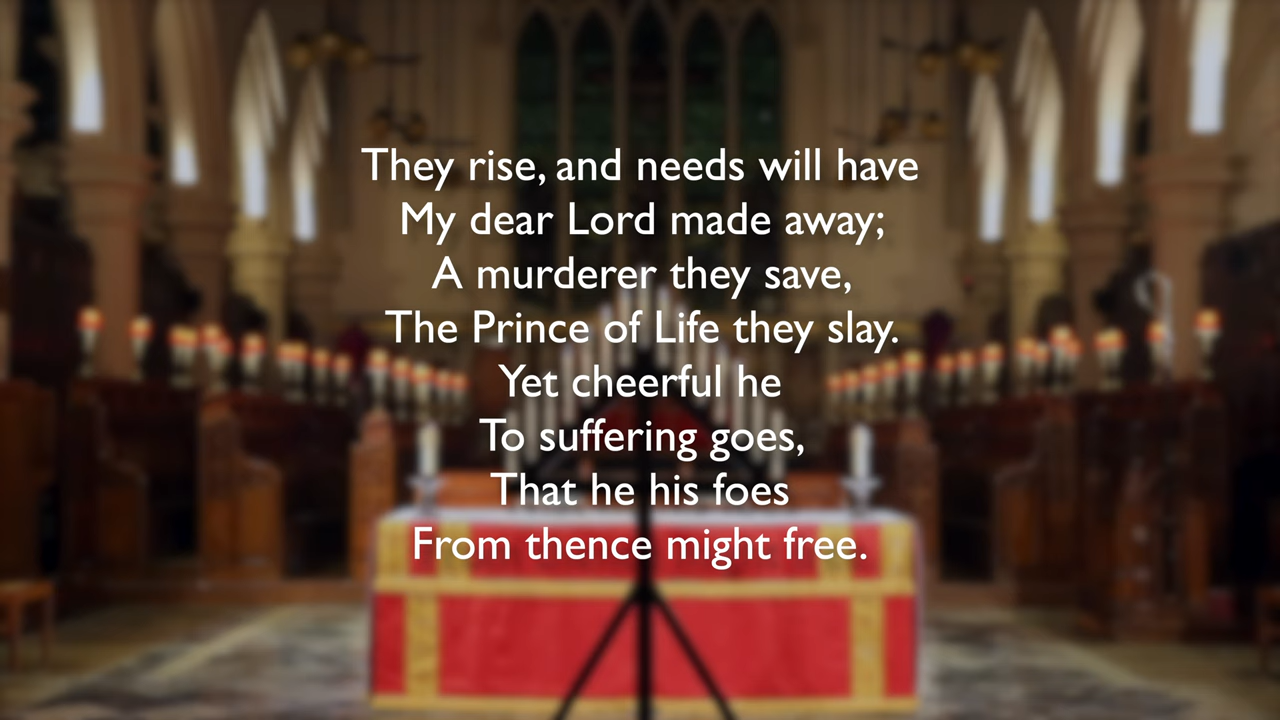 They rise, and needs will have
My dear Lord made away;
A murderer they save,
The Prince of Life they slay.
Yet cheerful he
To suffering goes,
That he his foes
From thence might free.